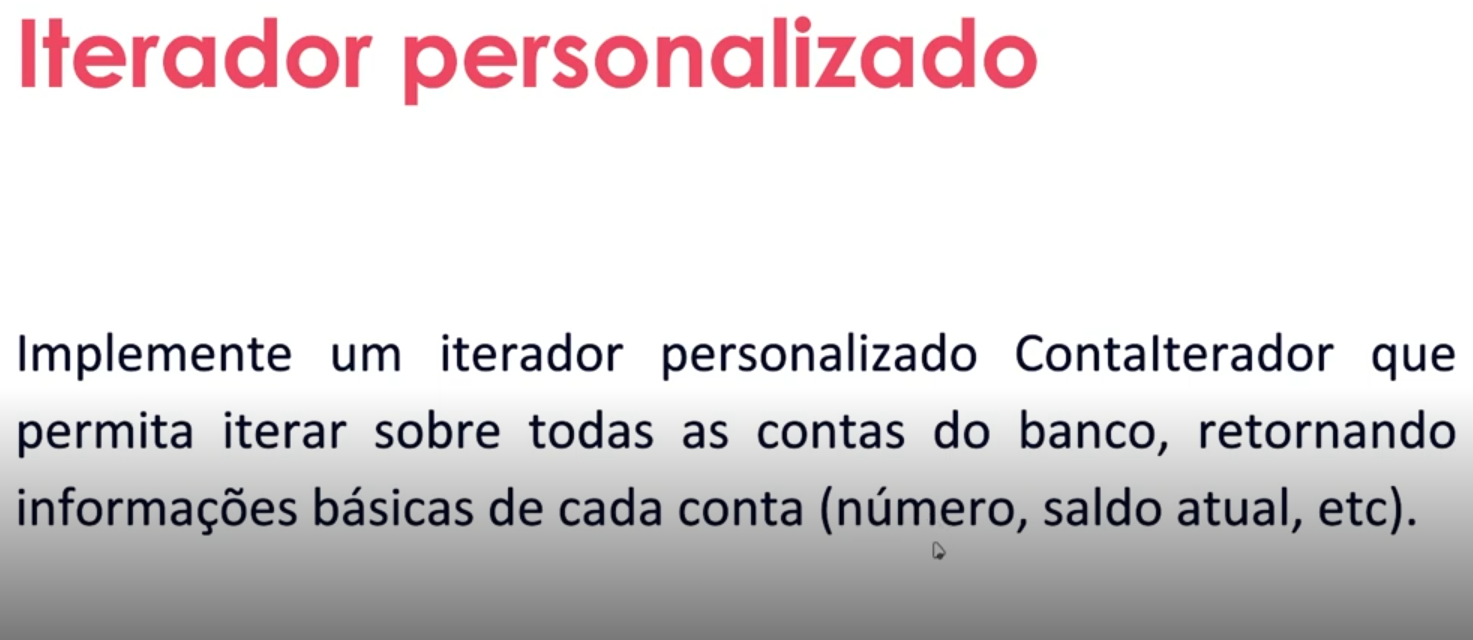 Iterador personalizado
Implemente um iterador personalizado ContaIterador que
permita iterar sobre todas as contas do banco, retornando
informações básicas de cada conta (número, saldo atual, etc).